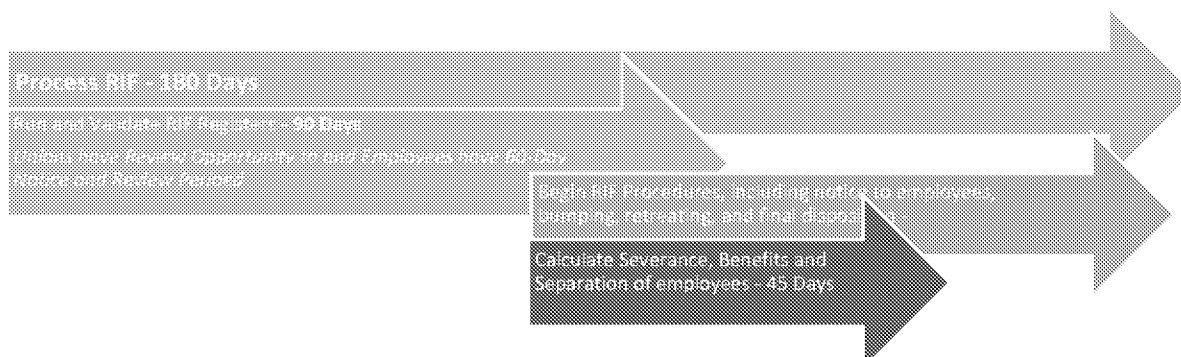 Process RIF - 180 Days
Run and Validate RIF Registers - 90 Days
Unions have Review Opportunity in and Employees have 60-Day
Notice and Review Period
Begin RIF Procedures, including notice to employees,
bumping, retreating, and final
Calculate Severance, Benefits and
Separation of employees - 45 Days